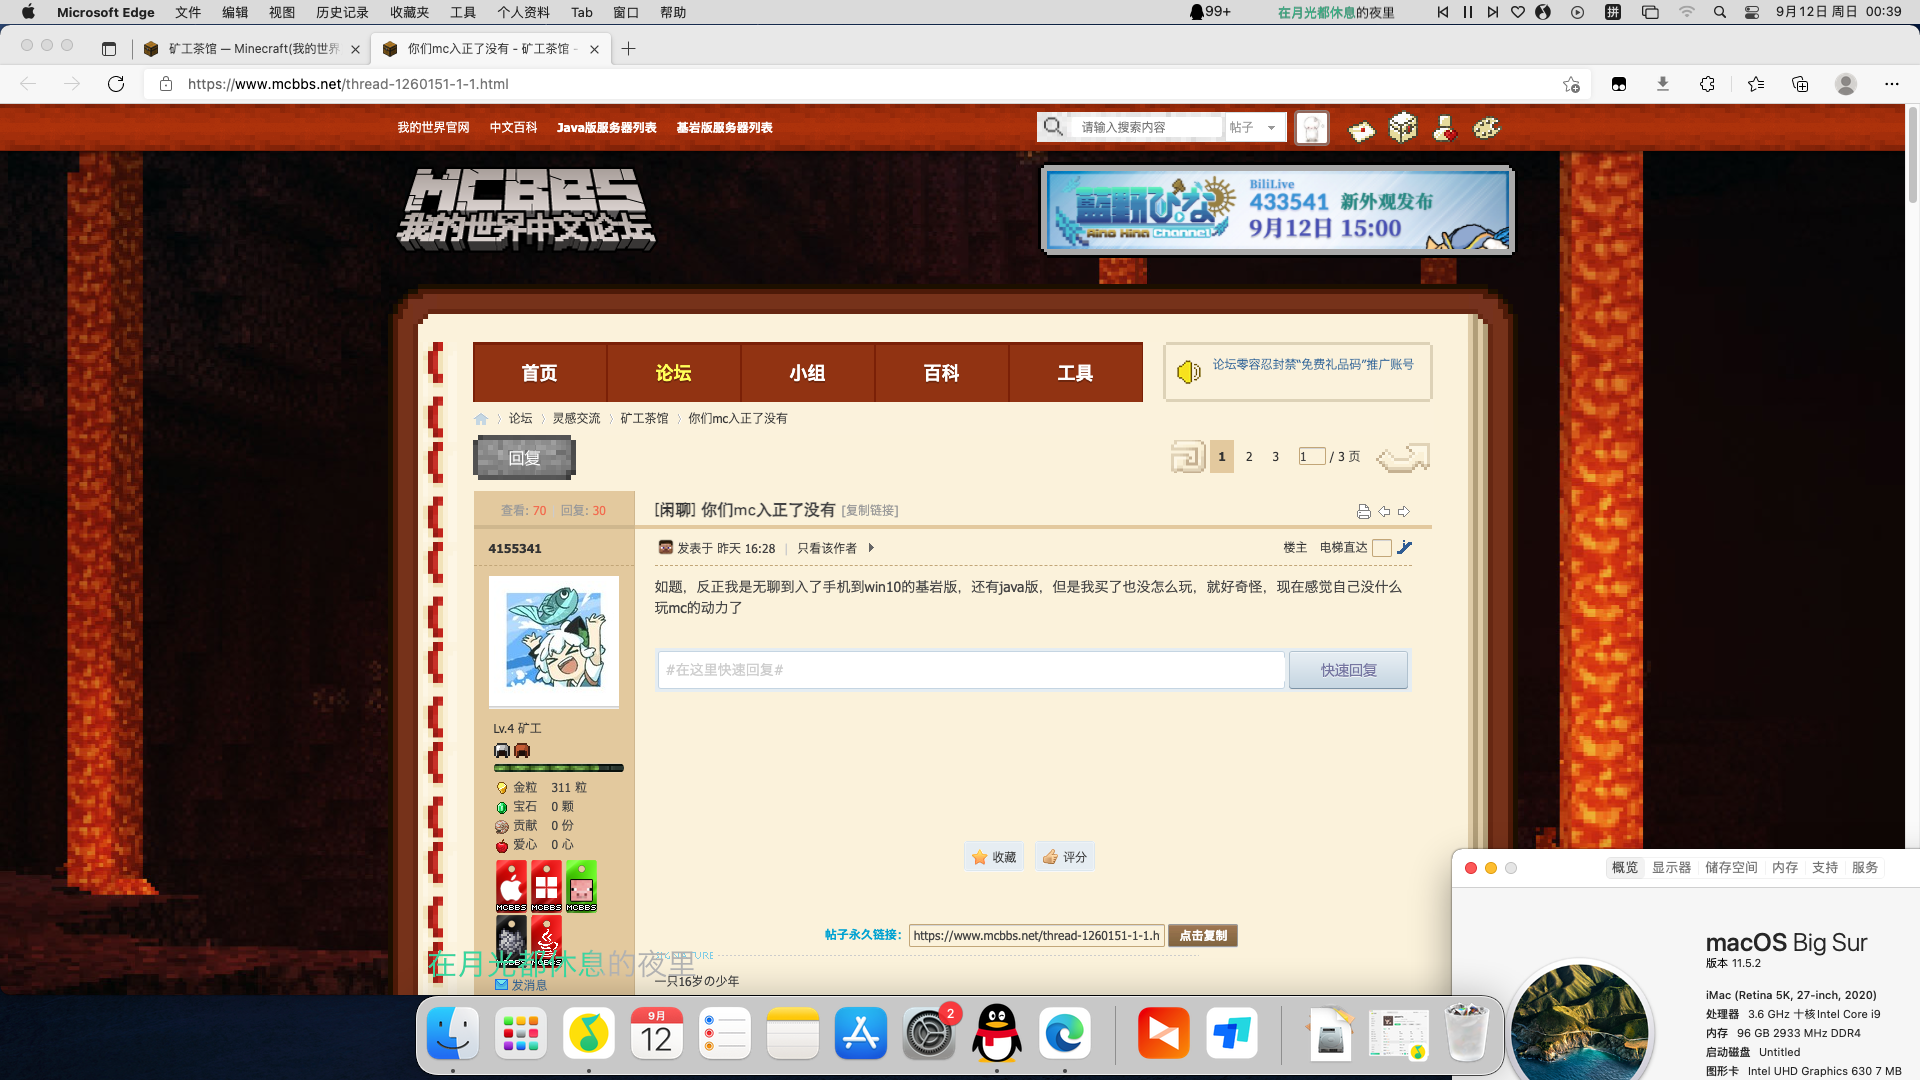 Microsoft Edge 文件 编辑 视图 历史记录 收藏夹 工具 个人资料 Tab 窗口 帮助
99+ 在月光都休息的夜里 拼 9月12日 周日 00:39
矿工茶馆 — Minecraft(我的世界
你们mc入正了没有 - 矿工茶馆 -
https://www.mcbbs.net/thread-1260151-1-1.html
我的世界官网 中文百科 Java版服务器列表 基岩版服务器列表
请输入搜索内容 帖子
MCBBS
我的世界中文论坛
藍野ひな
Aino Hina Channel
BiliLive
433541 新外观发布
9月12日 15:00
首页 论坛 小组 百科 工具
论坛零容忍封禁“免费礼品码”推广账号
论坛 灵感交流 矿工茶馆 你们mc入正了没有
回复
1 2 3 1 / 3 页
查看: 70 回复: 30
[闲聊] 你们mc入正了没有 [复制链接]
4155341
发表于 昨天 16:28 | 只看该作者
楼主 电梯直达
如题，反正我是无聊到入了手机到win10的基岩版，还有java版，但是我买了也没怎么玩，就好奇怪，现在感觉自己没什么
玩mc的动力了
#在这里快速回复# 快速回复
Lv.4 矿工
金粒 311 粒
宝石 0 颗
贡献 0 份
爱心 0 心
MCBBS MCBBS MCBBS
MCBBS MCBBS
收藏 评分
帖子永久链接: https://www.mcbbs.net/thread-1260151-1-1.h 点击复制
SIGNATURE
在月光都休息的夜里
一只16岁の少年
发消息
概览 显示器 储存空间 内存 支持 服务
macOS Big Sur
版本 11.5.2
iMac (Retina 5K, 27-inch, 2020)
处理器 3.6 GHz 十核Intel Core i9
内存 96 GB 2933 MHz DDR4
启动磁盘 Untitled
图形卡 Intel UHD Graphics 630 7 MB
9月
12
2